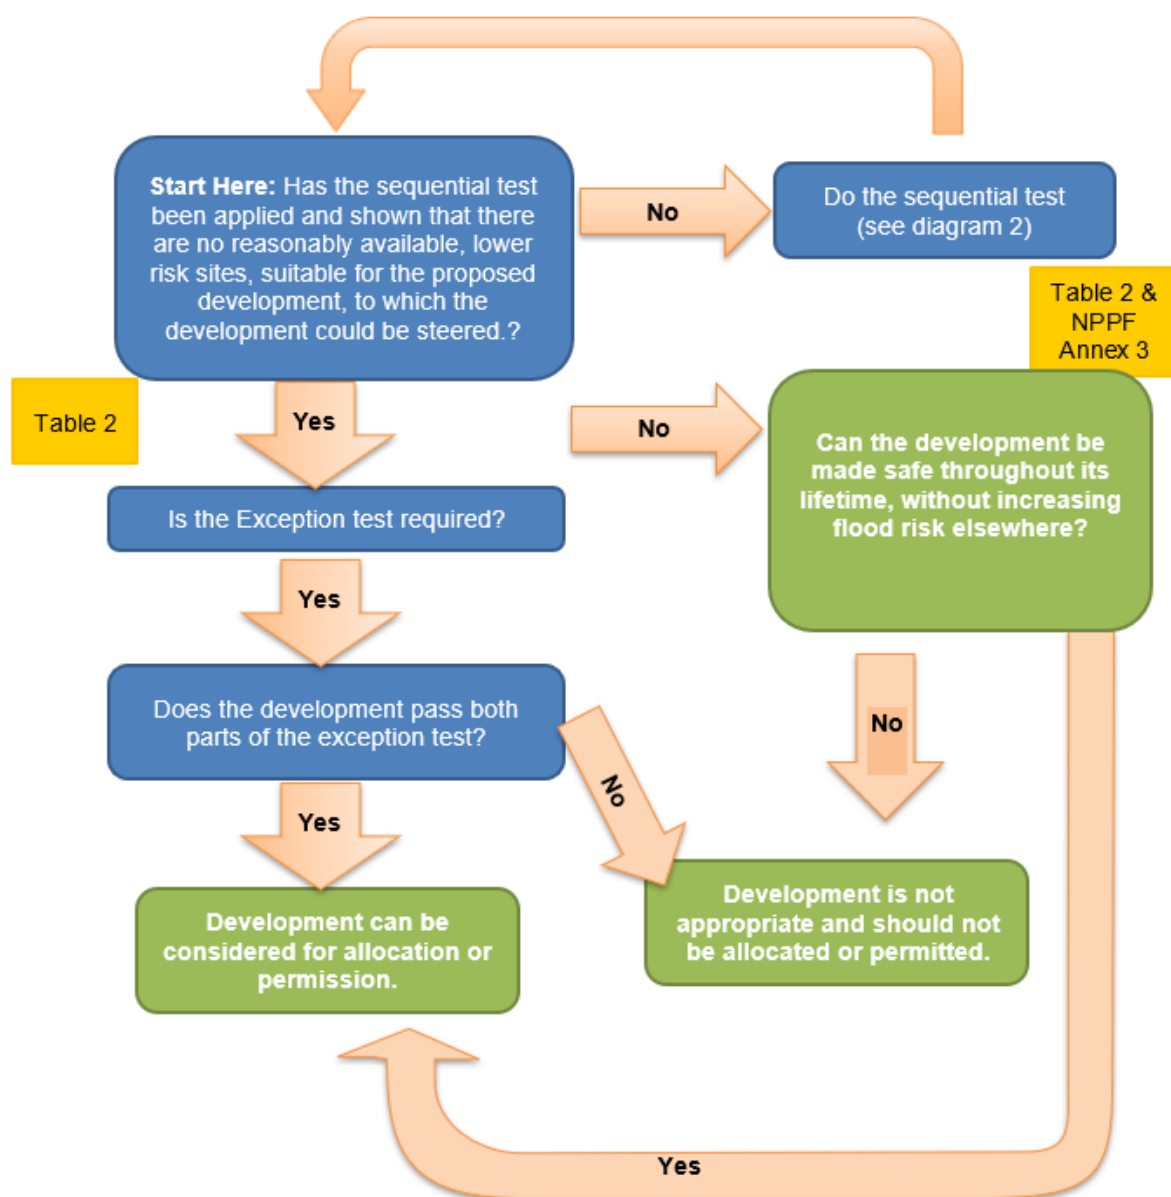 Start Here: Has the sequential test
been applied and shown that there
are no reasonably available, lower
risk sites, suitable for the proposed
development, to which the
development could be steered.?
No
Do the sequential test
(see diagram 2)
Table 2 &
NPPF
Annex 3
Table 2
Yes
No
Can the development be
made safe throughout its
lifetime, without increasing
flood risk elsewhere?
Is the Exception test required?
Yes
Does the development pass both
parts of the exception test?
No
No
Yes
Development can be
considered for allocation or
permission.
Development is not
appropriate and should not
be allocated or permitted.
Yes